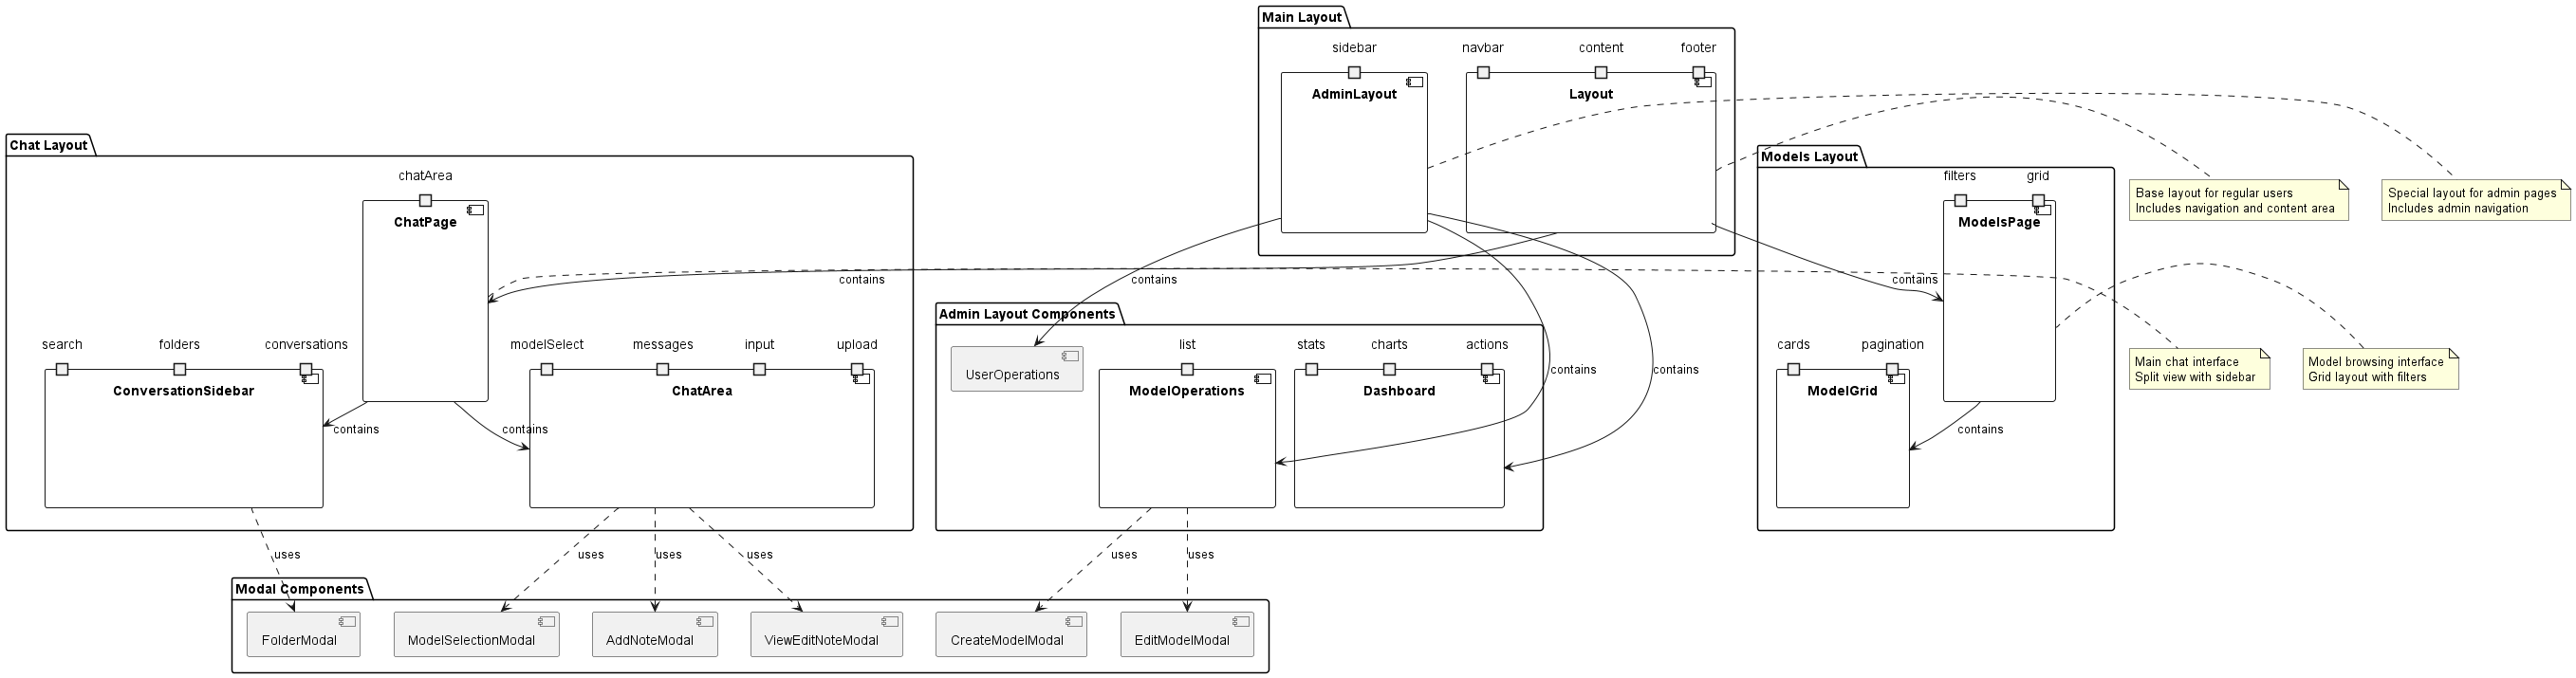 Main Layout
sidebar
navbar
content
footer
AdminLayout
Layout
Chat Layout
chatArea
ChatPage
Models Layout
filters
grid
ModelsPage
Base layout for regular users
Includes navigation and content area
Special layout for admin pages
Includes admin navigation
contains
contains
contains
search
folders
conversations
ConversationSidebar
modelSelect
messages
input
upload
ChatArea
Admin Layout Components
UserOperations
list
ModelOperations
stats
charts
actions
Dashboard
contains
contains
cards
pagination
ModelGrid
Main chat interface
Split view with sidebar
Model browsing interface
Grid layout with filters
contains
contains
contains
uses
uses
uses
uses
uses
uses
Modal Components
FolderModal
ModelSelectionModal
AddNoteModal
ViewEditNoteModal
CreateModelModal
EditModelModal